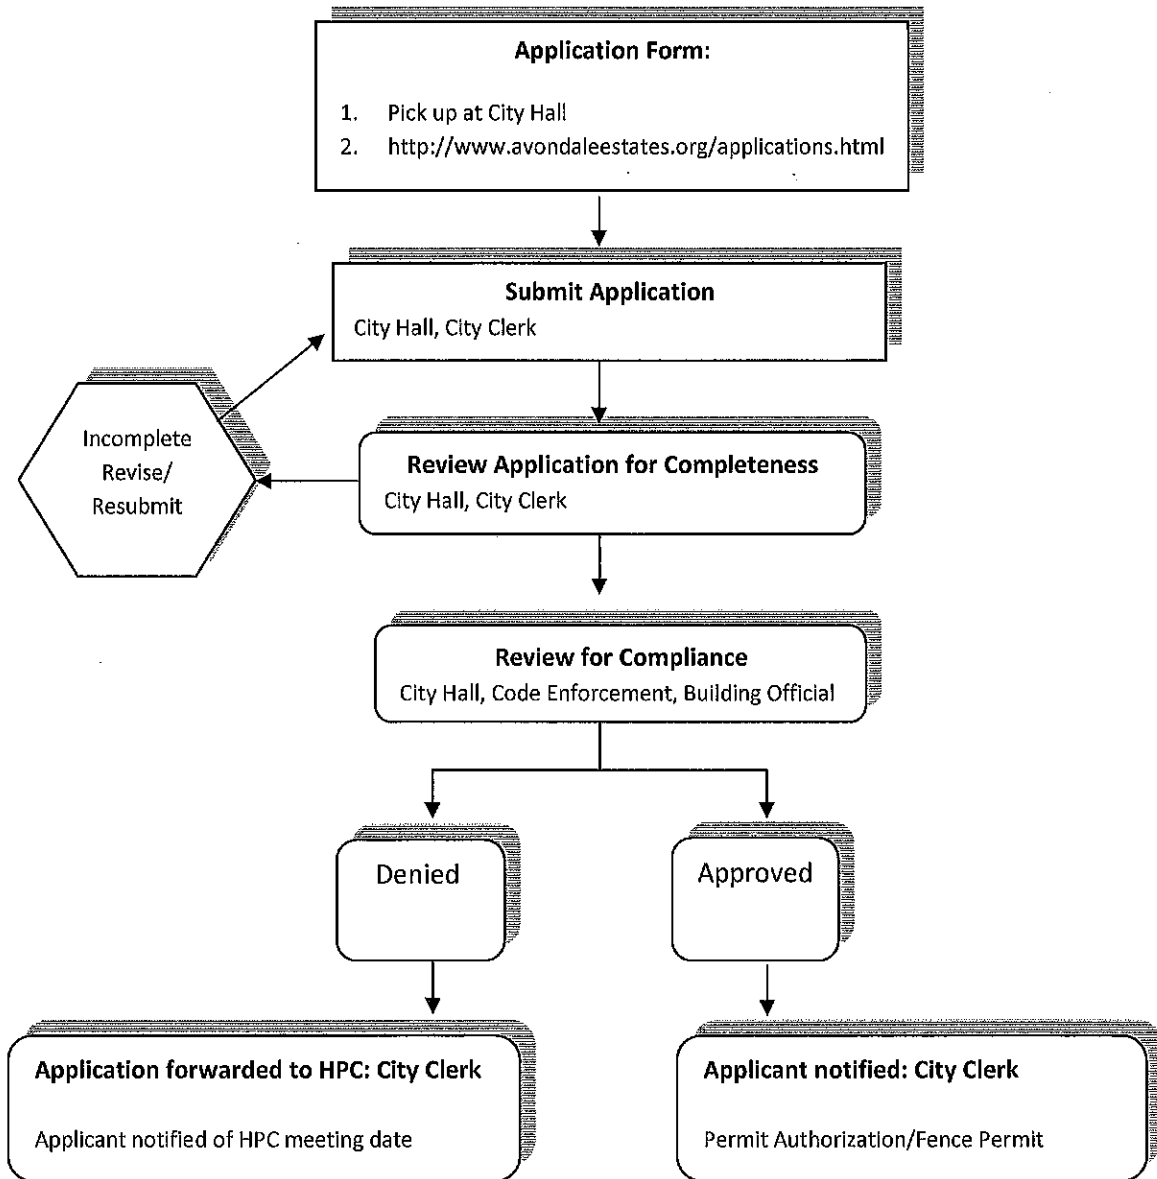 Application Form:
1. Pick up at City Hall
2. http://www.avondaleestates.org/applications.html
Submit Application
City Hall, City Clerk
Incomplete
Revise/
Resubmit
Review Application for Completeness
City Hall, City Clerk
Review for Compliance
City Hall, Code Enforcement, Building Official
Denied
Approved
Application forwarded to HPC: City Clerk
Applicant notified of HPC meeting date
Applicant notified: City Clerk
Permit Authorization/Fence Permit